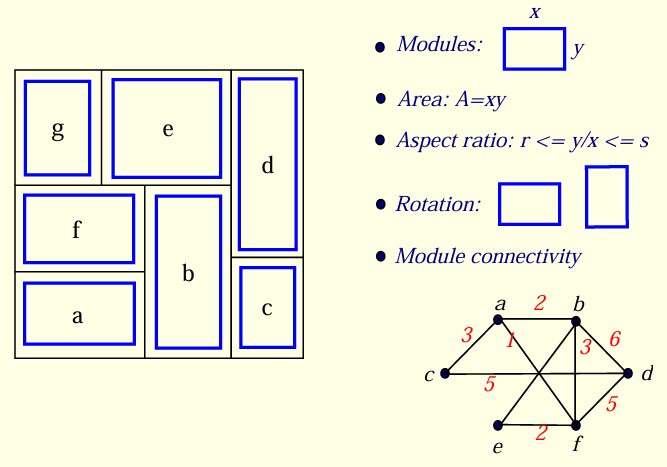 g
e
d
f
b
a
c
x
Modules:
y
Area: A=xy
Aspect ratio: r <= y/x <= s
Rotation:
Module connectivity
a
2
b
3
1
3
6
c
5
d
5
e
2
f